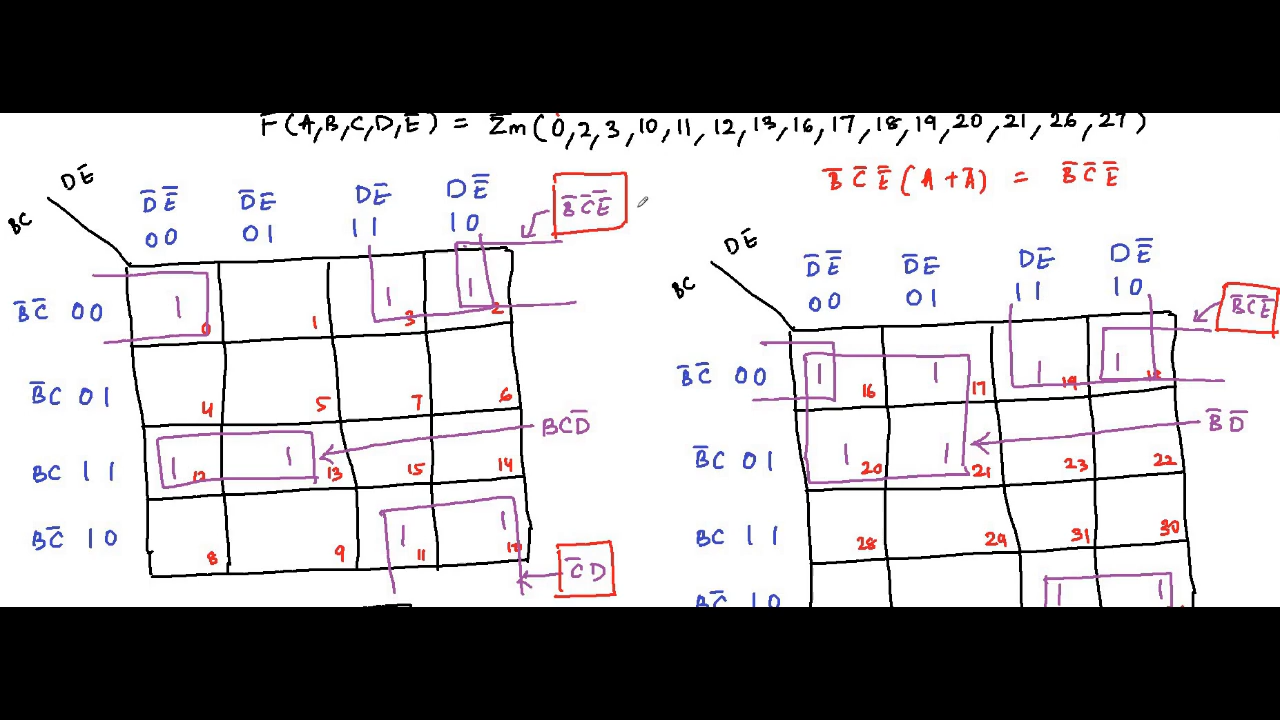 F(A,B,C,D,E) = Σm(0,2,3,10,11,12,13,16,17,18,19,20,21,26,27)
B̄ C̄ Ē (A + Ā) = B̄ C̄ Ē
DE
BC
D̄Ē D̄E DE DĒ
00 01 11 10
B̄C̄Ē
B̄C̄ 00 1 0 1 1 3 1 2
B̄C 01 4 5 7 6
BC 11 1 12 1 13 15 14
BCD̄
BC̄ 10 8 9 1 11 1 10
C̄D
DE
BC
D̄Ē D̄E DE DĒ
00 01 11 10
B̄C̄Ē
B̄C̄ 00 1 16 1 17 1 19 1 18
B̄D̄
B̄C 01 1 20 1 21 23 22
BC 11 28 29 31 30
BC̄ 10 1 1